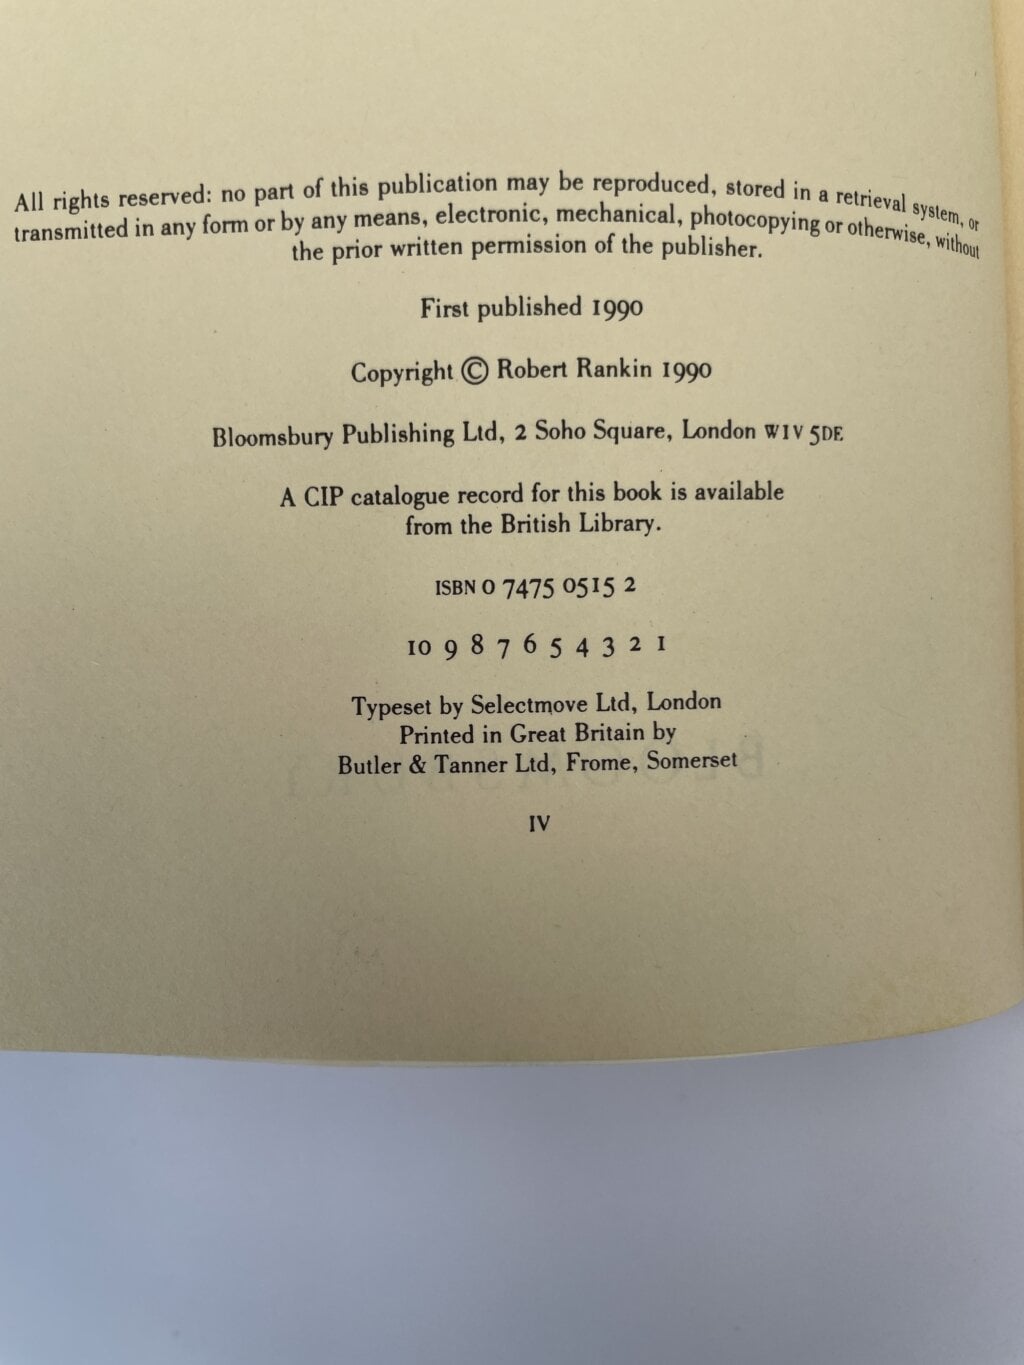 All rights reserved: no part of this publication may be reproduced, stored in a retrieval system, or
transmitted in any form or by any means, electronic, mechanical, photocopying or otherwise, without
the prior written permission of the publisher.
First published 1990
Copyright © Robert Rankin 1990
Bloomsbury Publishing Ltd, 2 Soho Square, London W1V 5DE
A CIP catalogue record for this book is available
from the British Library.
ISBN 0 7475 0515 2
10 9 8 7 6 5 4 3 2 1
Typeset by Selectmove Ltd, London
Printed in Great Britain by
Butler & Tanner Ltd, Frome, Somerset
IV